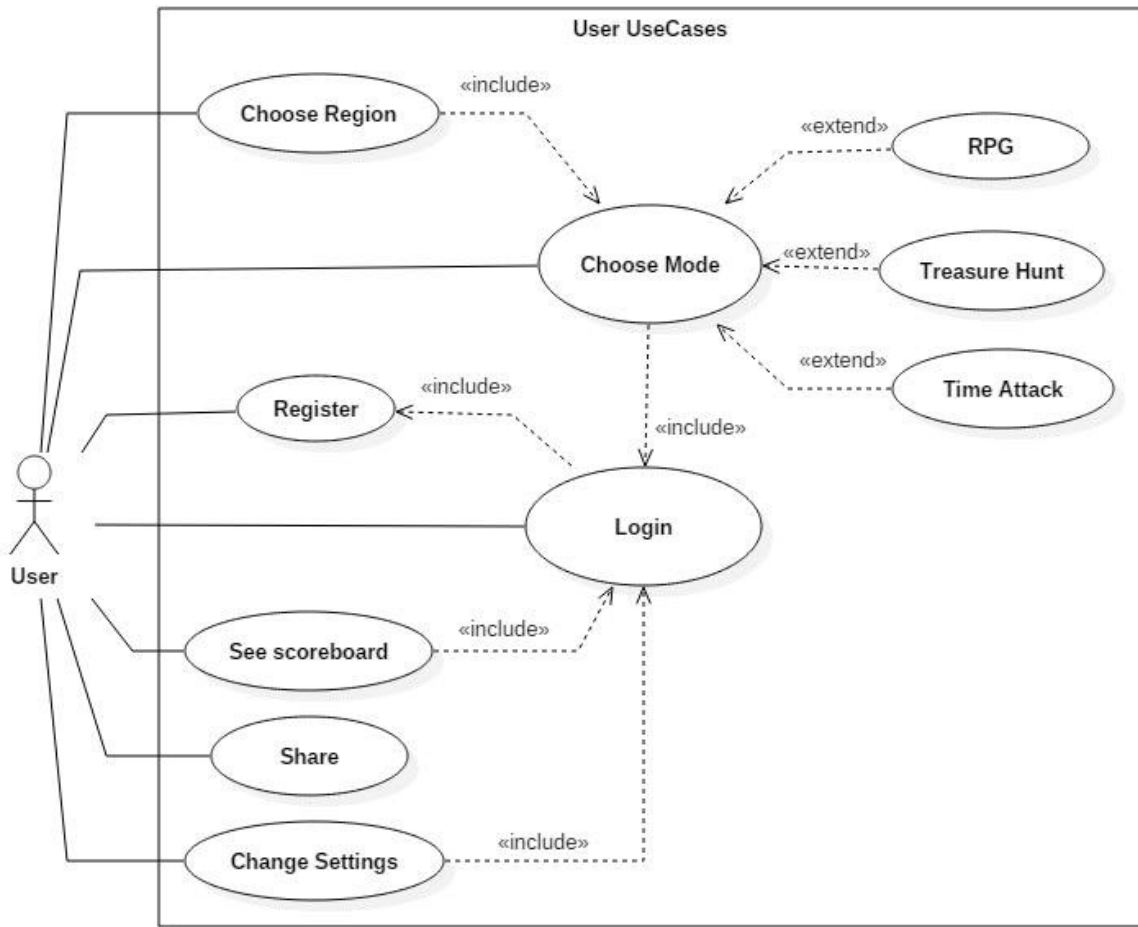 User UseCases
«include»
Choose Region
«extend»
RPG
Choose Mode
«extend»
Treasure Hunt
«extend»
Time Attack
«include»
Register
«include»
Login
User
«include»
See scoreboard
Share
«include»
Change Settings